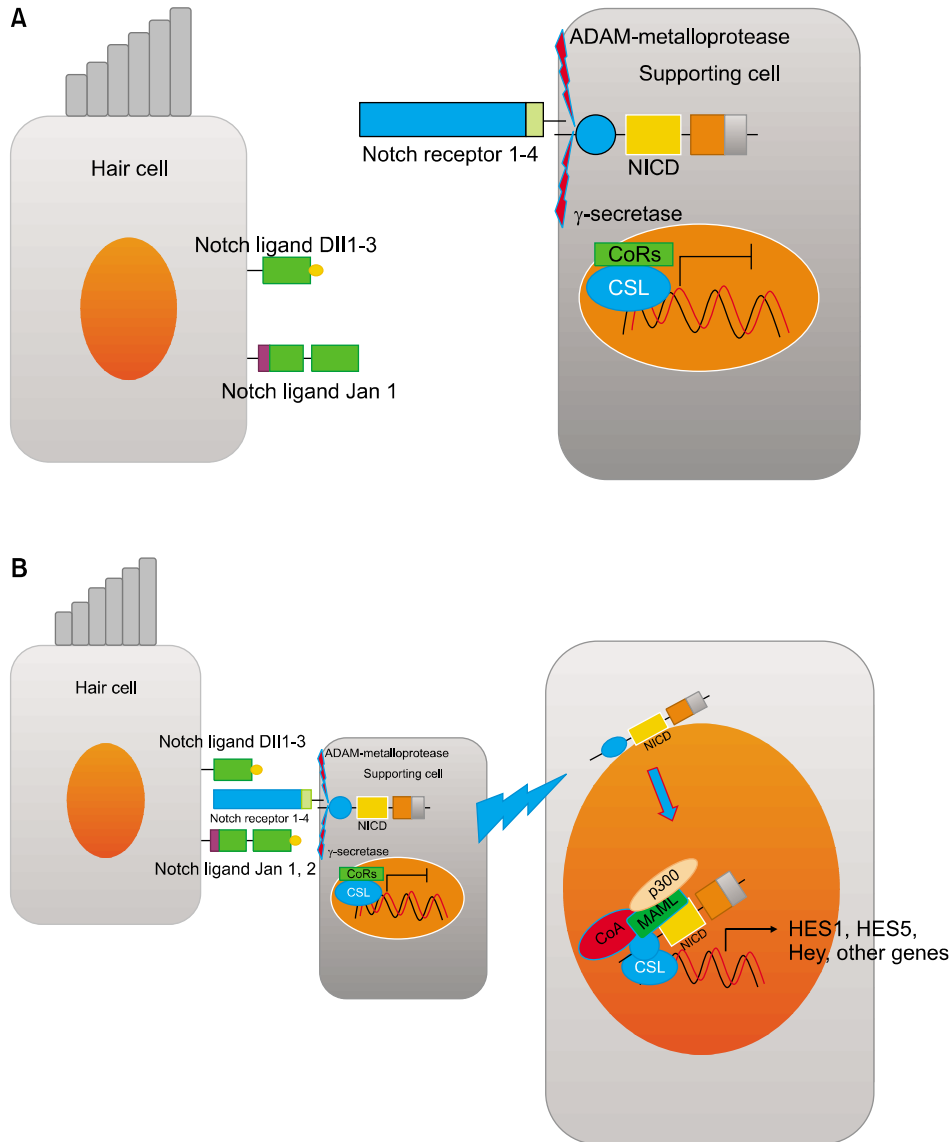 A
ADAM-metalloprotease
Supporting cell
Hair cell
Notch receptor 1-4
NICD
γ-secretase
Notch ligand Dll1-3
CoRs
CSL
Notch ligand Jan 1
B
Hair cell
NICD
Notch ligand Dll1-3
ADAM-metalloprotease
Supporting cell
Notch receptor 1-4
NICD
γ-secretase
Notch ligand Jan 1, 2
CoRs
CSL
p300
MAML
CoA
NICD
CSL
HES1, HES5,
Hey, other genes